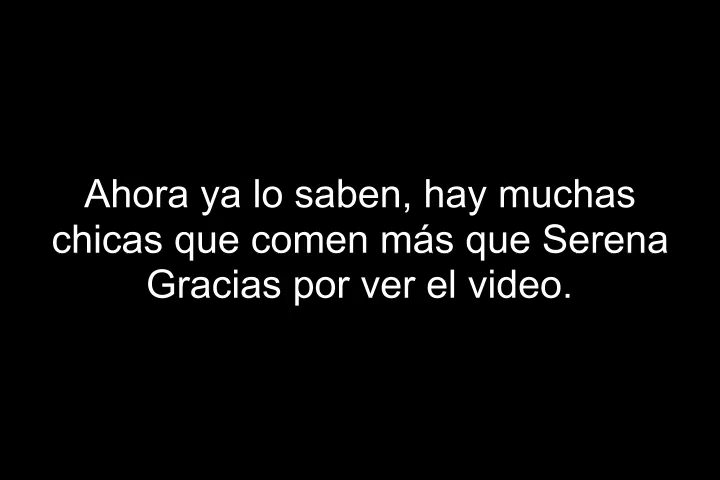 Ahora ya lo saben, hay muchas
chicas que comen más que Serena
Gracias por ver el video.